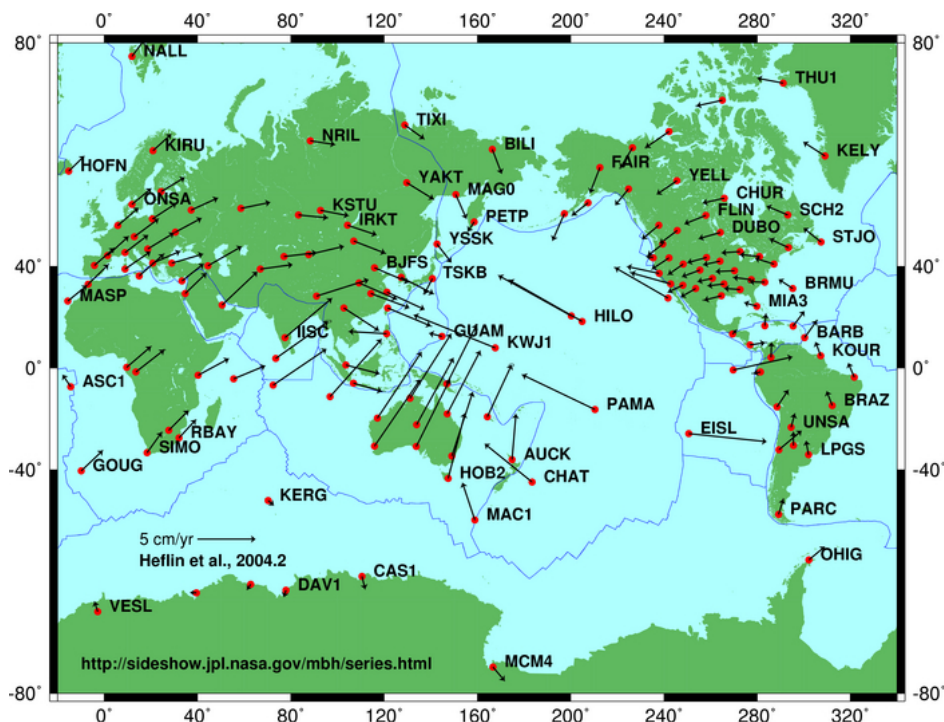 0° 40° 80° 120° 160° 200° 240° 280° 320°
80° 80°
NALL
THU1
TIXI
NRIL
BILI
KIRU
HOFN
FAIR
KELY
YAKT
YELL
MAG0
ONSA
KSTU
CHUR
IRKT
PETP
FLIN
SCH2
DUBO
STJO
YSSK
BJFS
40° 40°
TSKB
MASP
BRMU
MIA3
HILO
IISC
GUAM
BARB
KWJ1
KOUR
0° 0°
ASC1
PAMA
BRAZ
EISL
UNSA
RBAY
SIMO
LPGS
AUCK
GOUG
HOB2
CHAT
-40° -40°
KERG
MAC1
PARC
5 cm/yr
OHIG
Heflin et al., 2004.2
CAS1
DAV1
VESL
http://sideshow.jpl.nasa.gov/mbh/series.html
MCM4
-80° -80°
0° 40° 80° 120° 160° 200° 240° 280° 320°